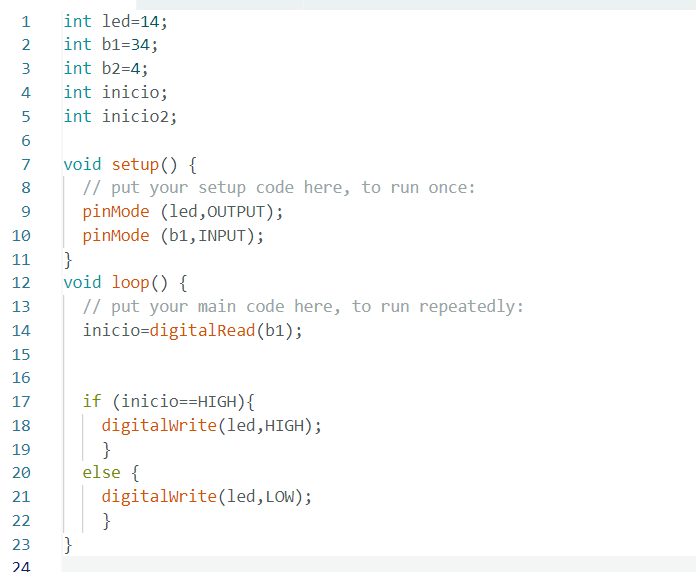 1 int led=14;
2 int b1=34;
3 int b2=4;
4 int inicio;
5 int inicio2;
6
7 void setup() {
8 // put your setup code here, to run once:
9 pinMode (led,OUTPUT);
10 pinMode (b1,INPUT);
11 }
12 void loop() {
13 // put your main code here, to run repeatedly:
14 inicio=digitalRead(b1);
15
16
17 if (inicio==HIGH){
18 digitalWrite(led,HIGH);
19 }
20 else {
21 digitalWrite(led,LOW);
22 }
23 }
24